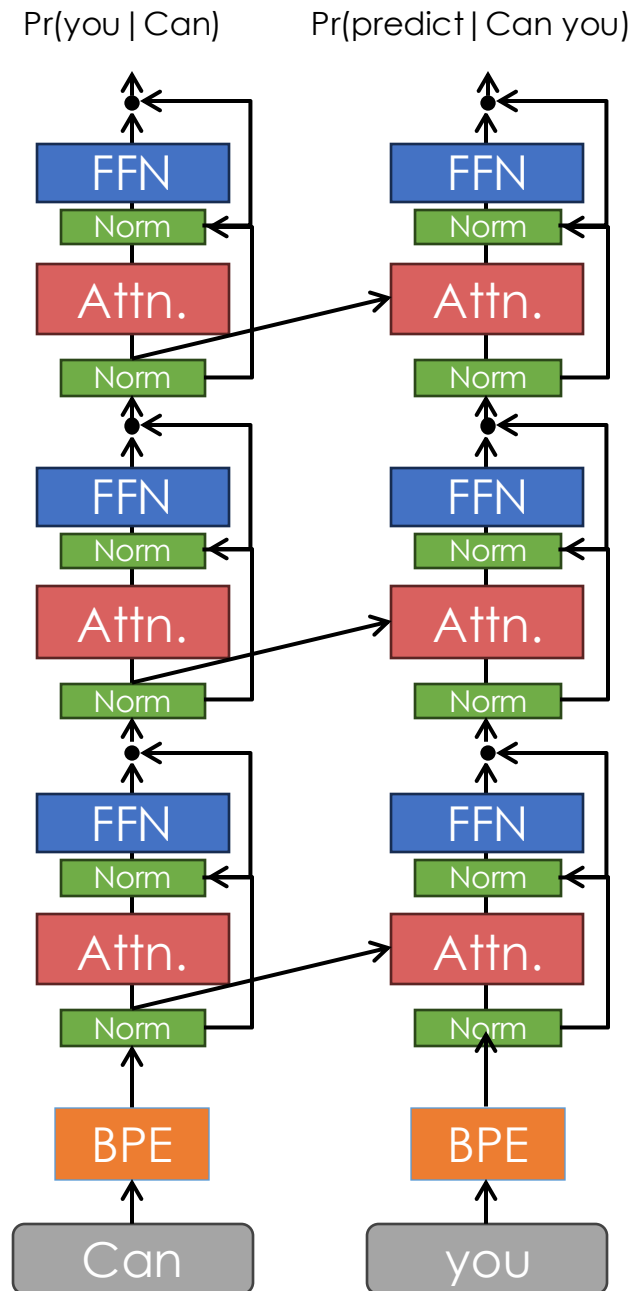 Pr(you | Can)
Pr(predict | Can you)
FFN
FFN
Norm
Norm
Attn.
Attn.
Norm
Norm
FFN
FFN
Norm
Norm
Attn.
Attn.
Norm
Norm
FFN
FFN
Norm
Norm
Attn.
Attn.
Norm
Norm
BPE
BPE
Can
you